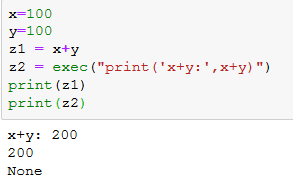 x=100
y=100
z1 = x+y
z2 = exec("print('x+y:',x+y)")
print(z1)
print(z2)
x+y: 200
200
None